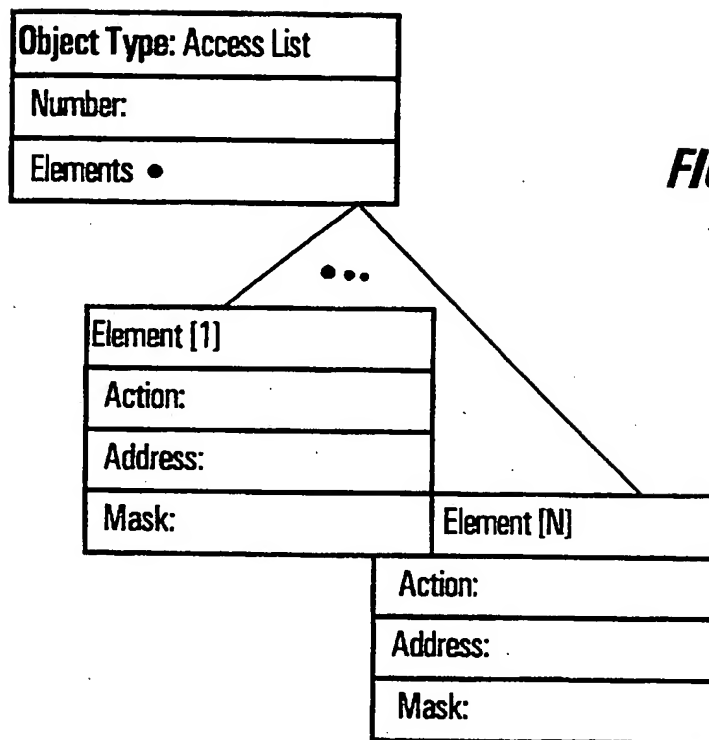 Object Type: Access List
Number:
Elements •
Element [1]
Action:
Address:
Mask:
Element [N]
Action:
Address:
Mask: